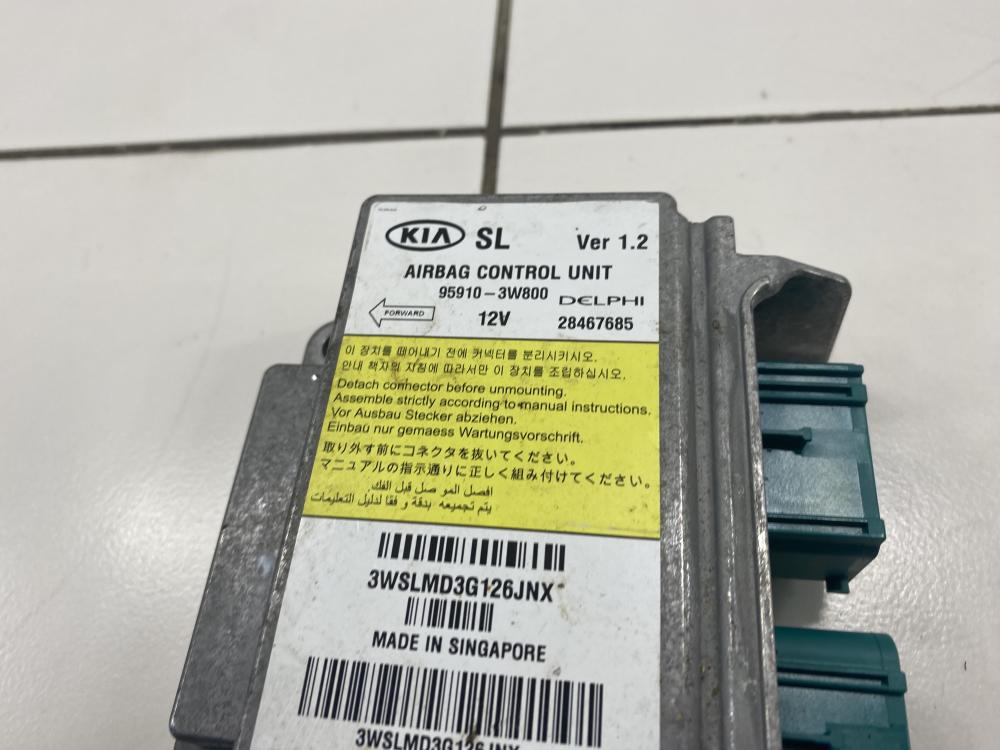 KIA SL Ver 1.2
AIRBAG CONTROL UNIT
95910-3W800 DELPHI
FORWARD 12V 28467685
이 장치를 떼어내기 전에 커넥터를 분리시키시오.
안내 책자의 지침에 따라서만 이 장치를 조립하십시오.
Detach connector before unmounting.
Assemble strictly according to manual instructions.
Vor Ausbau Stecker abziehen.
Einbau nur gemaess Wartungsvorschrift.
取り外す前にコネクタを抜いてください。
マニュアルの指示通りに正しく組み付けてください。
افصل المو صل قبل الفك
يتم تجميعه بدقة و فقا لدليل التعليمات
3WSLMD3G126JNX
MADE IN SINGAPORE
3WSLMD3G126JNX